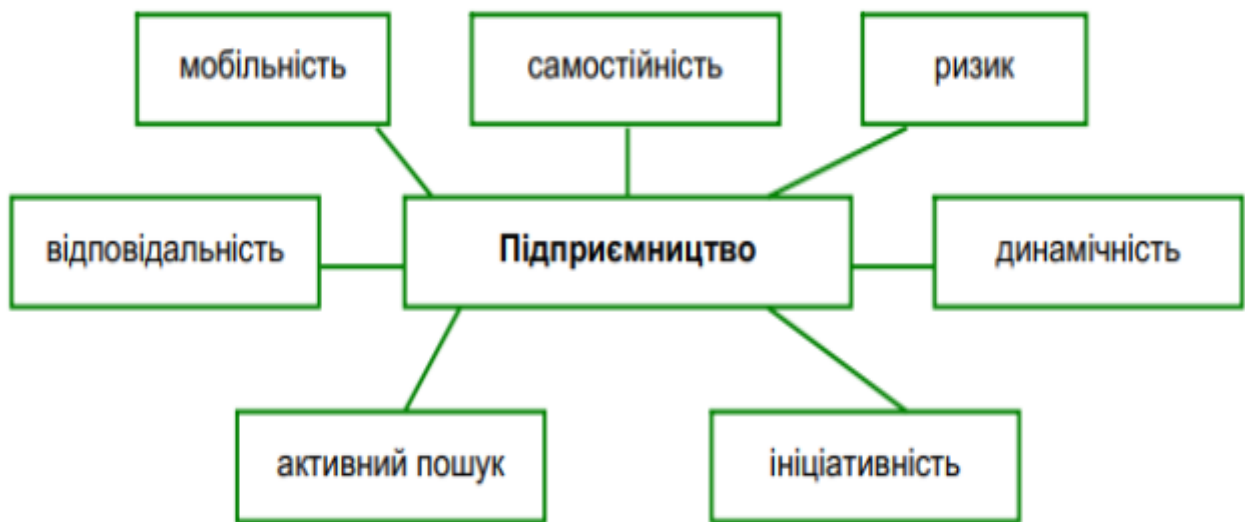 мобільність
самостійність
ризик
відповідальність
Підприємництво
динамічність
активний пошук
ініціативність